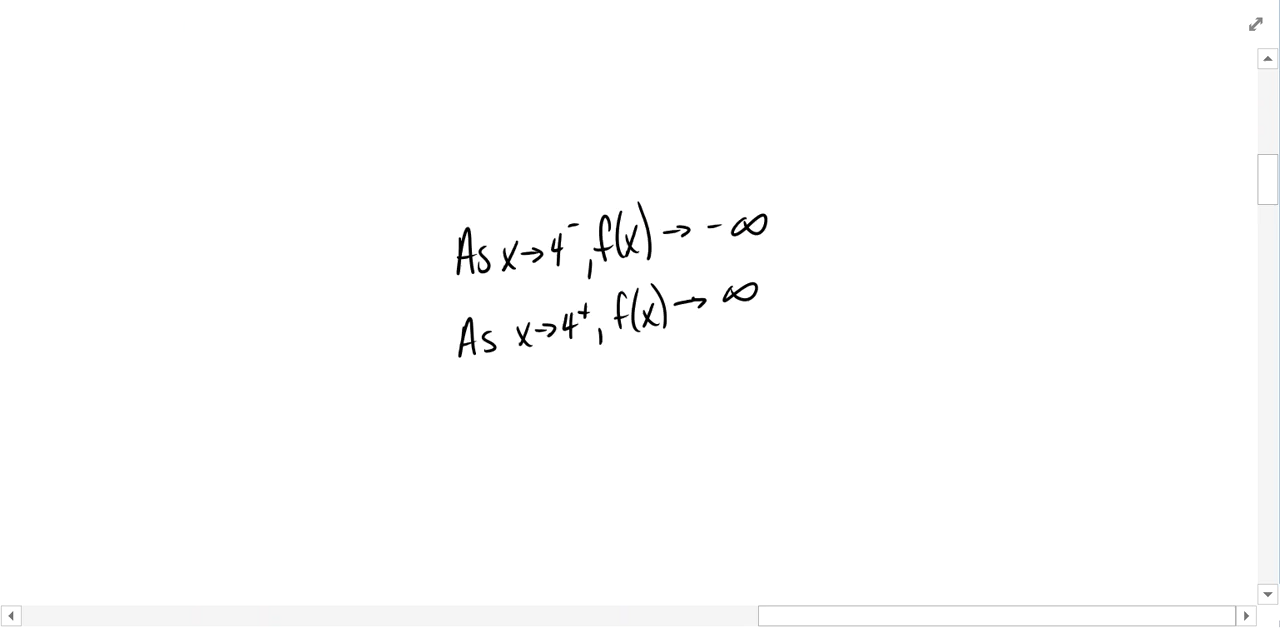 As x→4⁻, f(x)→ -∞
As x→4⁺, f(x)→ ∞